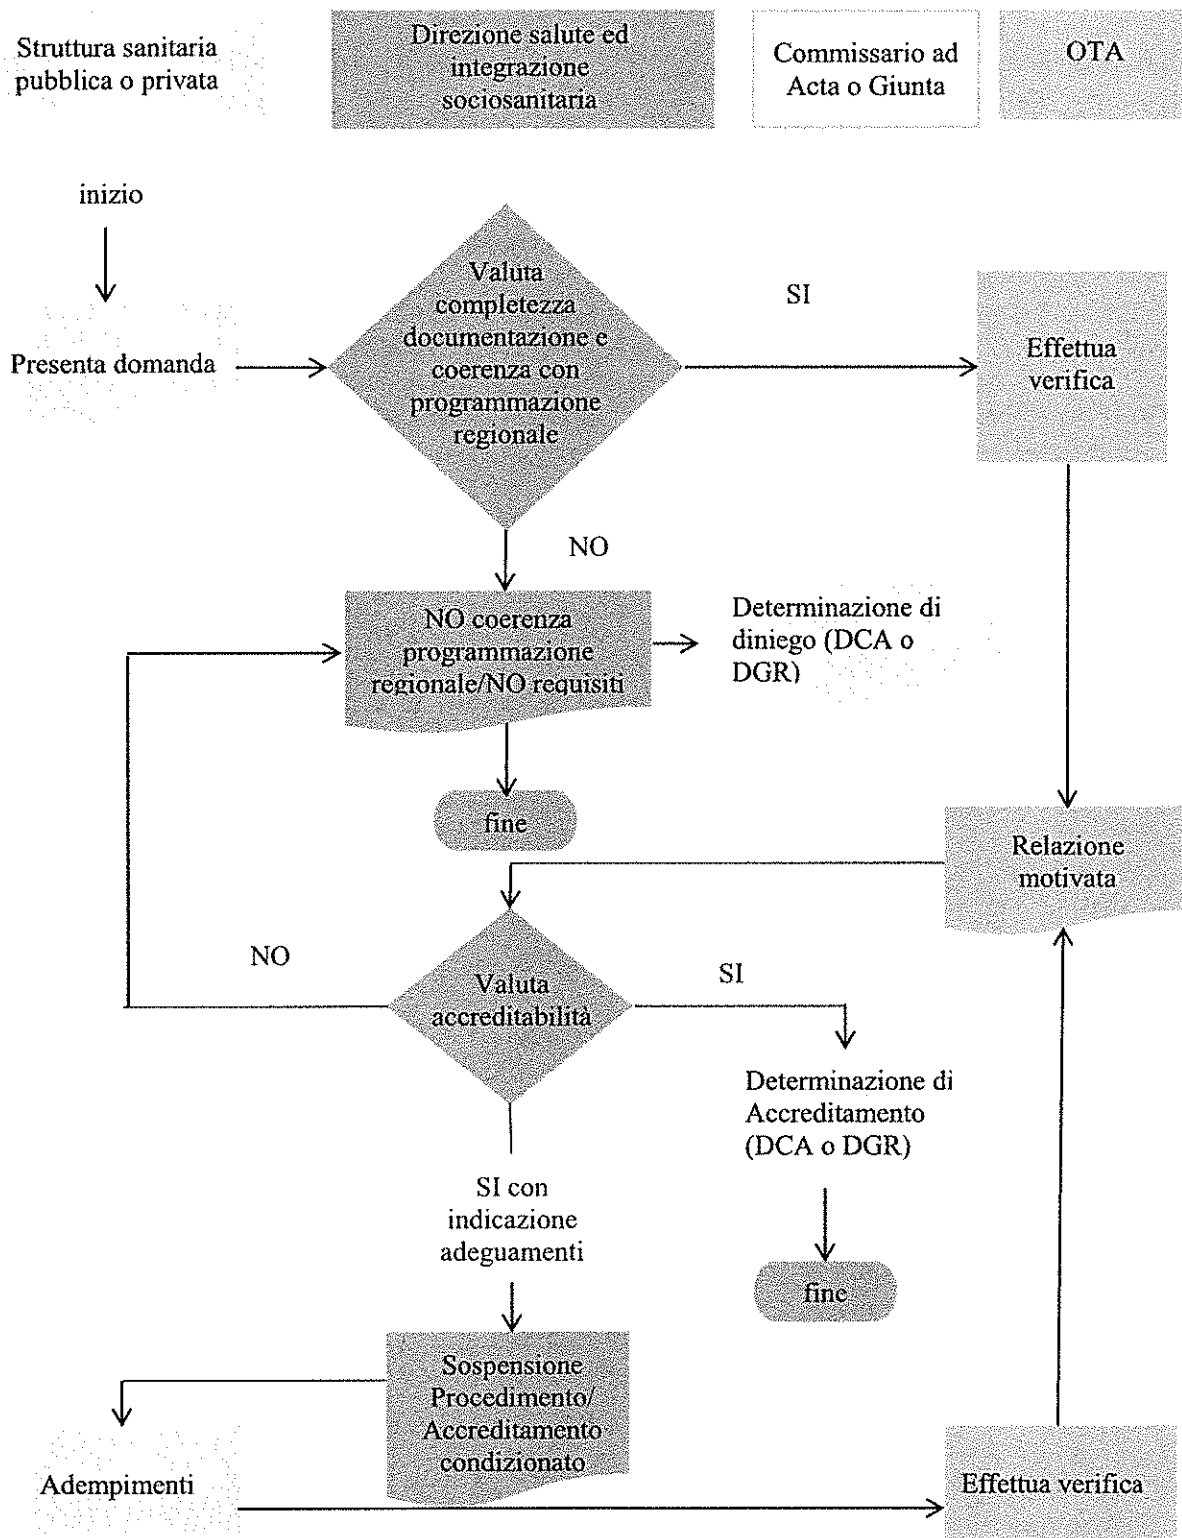 Struttura sanitaria
pubblica o privata
Direzione salute ed
integrazione
sociosanitaria
Commissario ad
Acta o Giunta
OTA
inizio
Presenta domanda
Valuta
completezza
documentazione e
coerenza con
programmazione
regionale
SI
Effettua
verifica
NO
NO coerenza
programmazione
regionale/NO requisiti
Determinazione di
diniego (DCA o
DGR)
fine
Relazione
motivata
NO
Valuta
accreditabilità
SI
Determinazione di
Accreditamento
(DCA o DGR)
SI con
indicazione
adeguamenti
fine
Sospensione
Procedimento/
Accreditamento
condizionato
Adempimenti
Effettua verifica